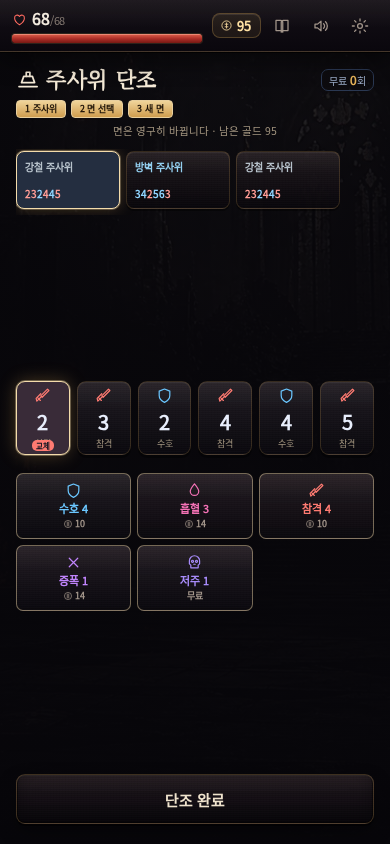 68/68
95
주사위 단조
무료 0회
1 주사위 2 면 선택 3 새 면
면은 영구히 바뀝니다 · 남은 골드 95
강철 주사위 방벽 주사위 강철 주사위
232445 342563 232445
2 3 2 4 4 5
교체 참격 수호 참격 수호 참격
수호 4 흡혈 3 참격 4
10 14 10
증폭 1 저주 1
14 무료
단조 완료